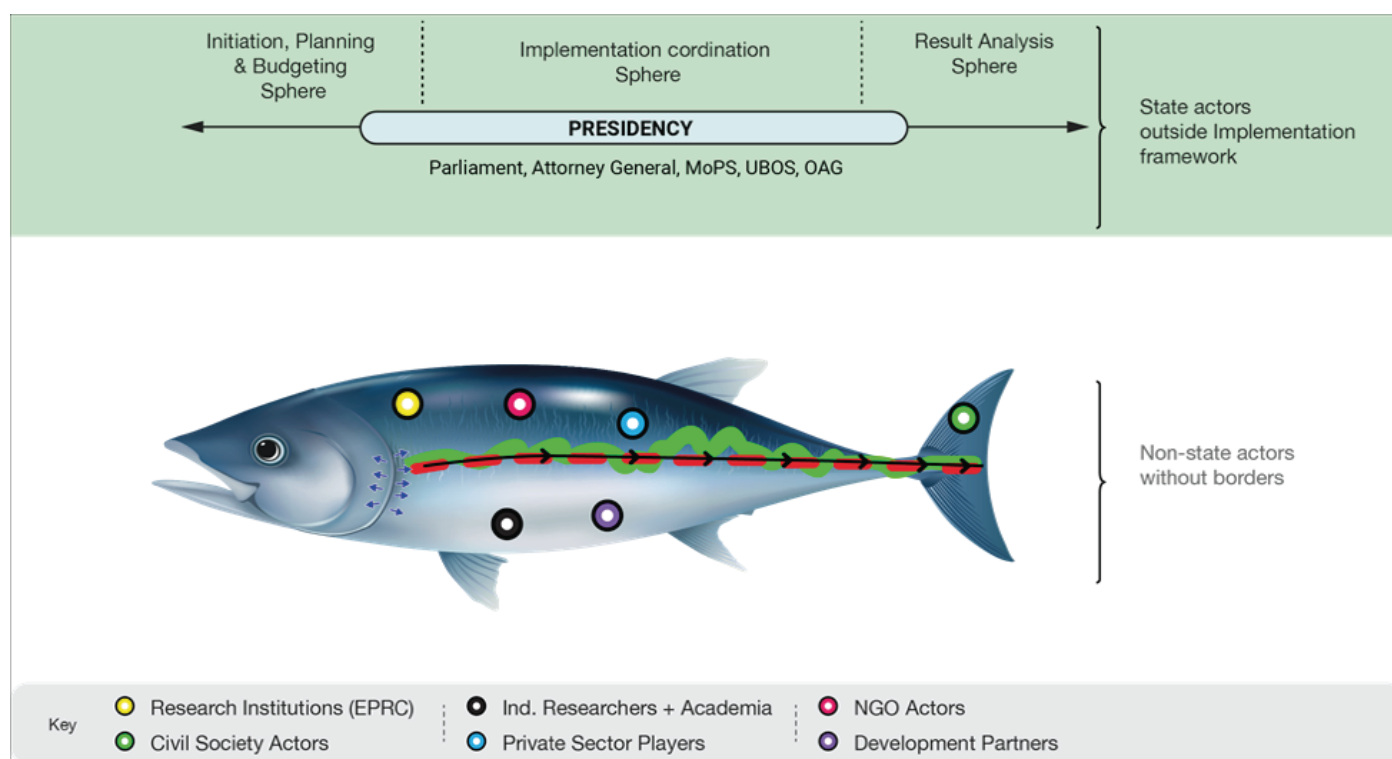 Initiation, Planning
& Budgeting
Sphere
Implementation cordination
Sphere
Result Analysis
Sphere
PRESIDENCY
Parliament, Attorney General, MoPS, UBOS, OAG
State actors
outside Implementation
framework
Non-state actors
without borders
Key
Research Institutions (EPRC)
Civil Society Actors
Ind. Researchers + Academia
Private Sector Players
NGO Actors
Development Partners